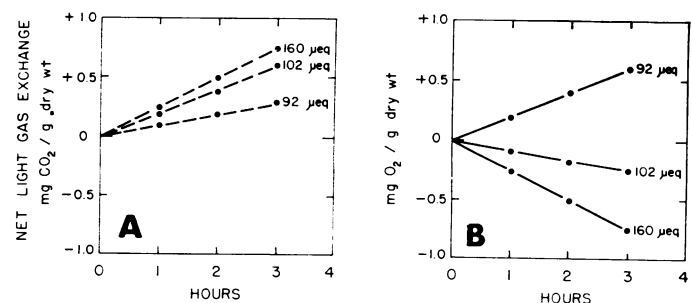 NET LIGHT GAS EXCHANGE
mg CO2 / g dry wt
+1.0
+0.5
0
-0.5
-1.0
160 µeq
102 µeq
92 µeq
A
0 1 2 3 4
HOURS
mg O2 / g dry wt
+1.0
+0.5
0
-0.5
-1.0
92 µeq
102 µeq
160 µeq
B
0 1 2 3 4
HOURS